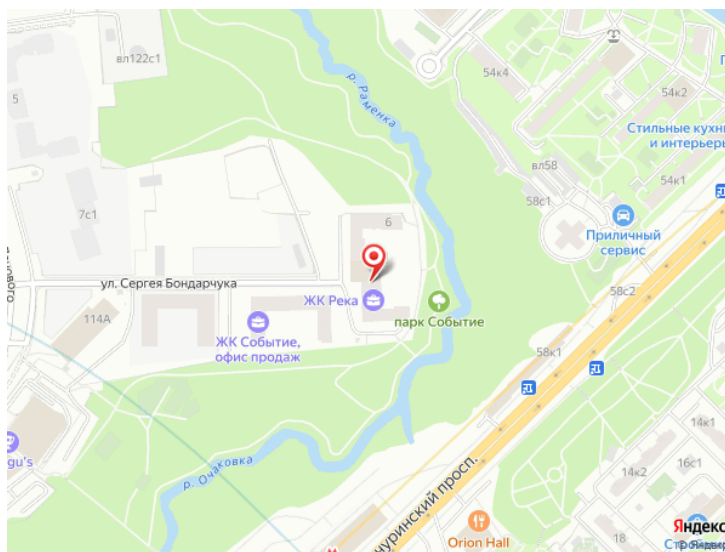 вл122с1
5
р. Раменка
54к4
54к2
Стильные кухни
и интерьеры
вл58
54к1
58с1
7с1
6
Приличный
сервис
ул. Сергея Бондарчука
58с2
ЖК Река
парк Событие
114А
ЖК Событие,
офис продаж
58к1
14к1
р. Очаковка
16с1
14к2
Orion Hall
Яндекс